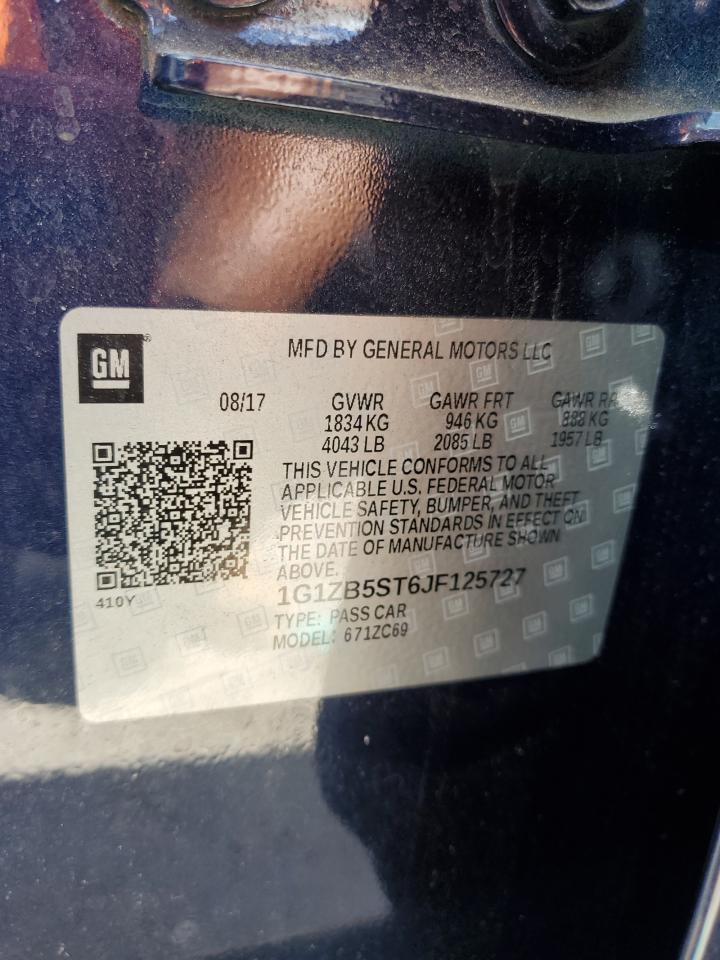 GM
MFD BY GENERAL MOTORS LLC
08/17 GVWR GAWR FRT GAWR RR
1834 KG 946 KG 888 KG
4043 LB 2085 LB 1957 LB
THIS VEHICLE CONFORMS TO ALL
APPLICABLE U.S. FEDERAL MOTOR
VEHICLE SAFETY, BUMPER, AND THEFT
PREVENTION STANDARDS IN EFFECT ON
THE DATE OF MANUFACTURE SHOWN
ABOVE.
410Y
1G1ZB5ST6JF125727
TYPE: PASS CAR
MODEL: 671ZC69